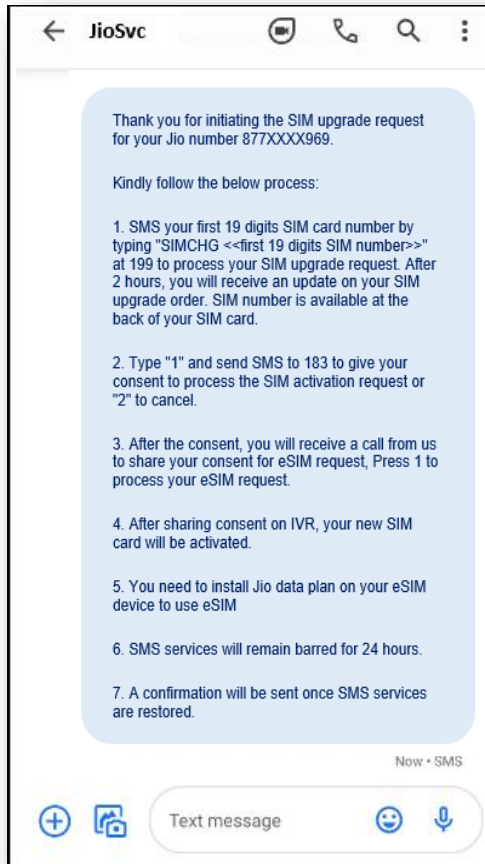 JioSvc
Thank you for initiating the SIM upgrade request
for your Jio number 877XXXX969.
Kindly follow the below process:
1. SMS your first 19 digits SIM card number by
typing "SIMCHG <<first 19 digits SIM number>>"
at 199 to process your SIM upgrade request. After
2 hours, you will receive an update on your SIM
upgrade order. SIM number is available at the
back of your SIM card.
2. Type "1" and send SMS to 183 to give your
consent to process the SIM activation request or
"2" to cancel.
3. After the consent, you will receive a call from us
to share your consent for eSIM request, Press 1 to
process your eSIM request.
4. After sharing consent on IVR, your new SIM
card will be activated.
5. You need to install Jio data plan on your eSIM
device to use eSIM
6. SMS services will remain barred for 24 hours.
7. A confirmation will be sent once SMS services
are restored.
Now • SMS
Text message